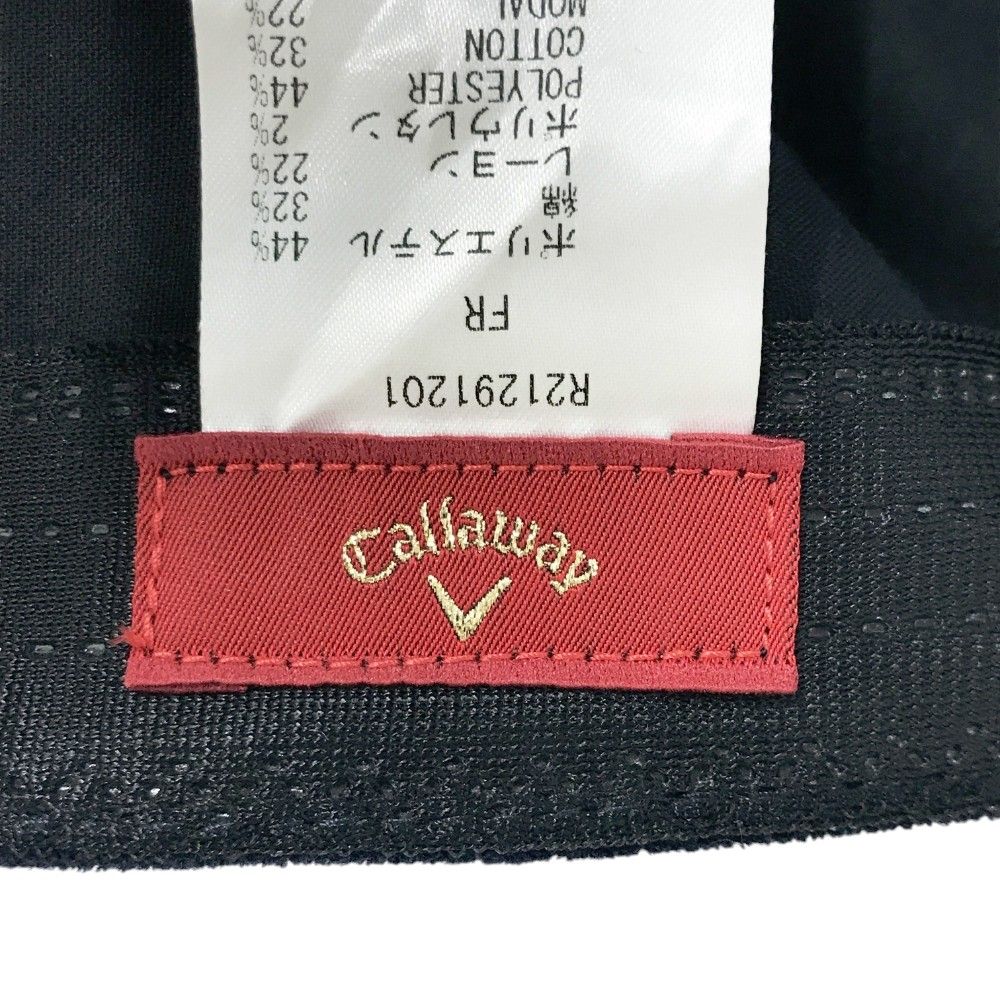 R21291201
FR
ポリエステル 44%
綿 32%
レーヨン 22%
ポリウレタン 2%
POLYESTER 44%
COTTON 32%
MODAL 22%
Callaway